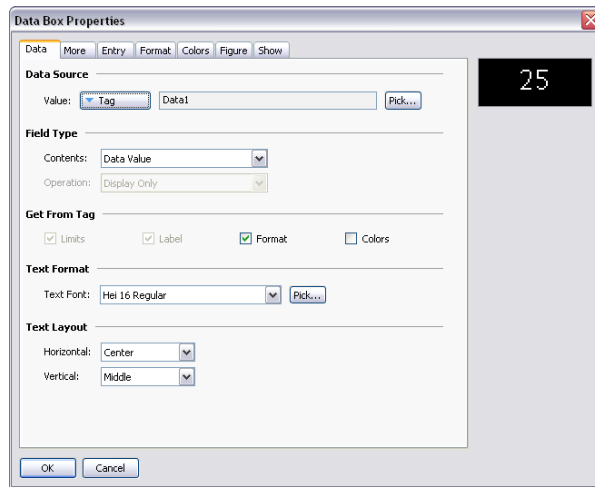 Data Box Properties
Data More Entry Format Colors Figure Show
25
Data Source
Value: Tag Data1 Pick...
Field Type
Contents: Data Value
Operation: Display Only
Get From Tag
Limits Label Format Colors
Text Format
Text Font: Hei 16 Regular Pick...
Text Layout
Horizontal: Center
Vertical: Middle
OK Cancel